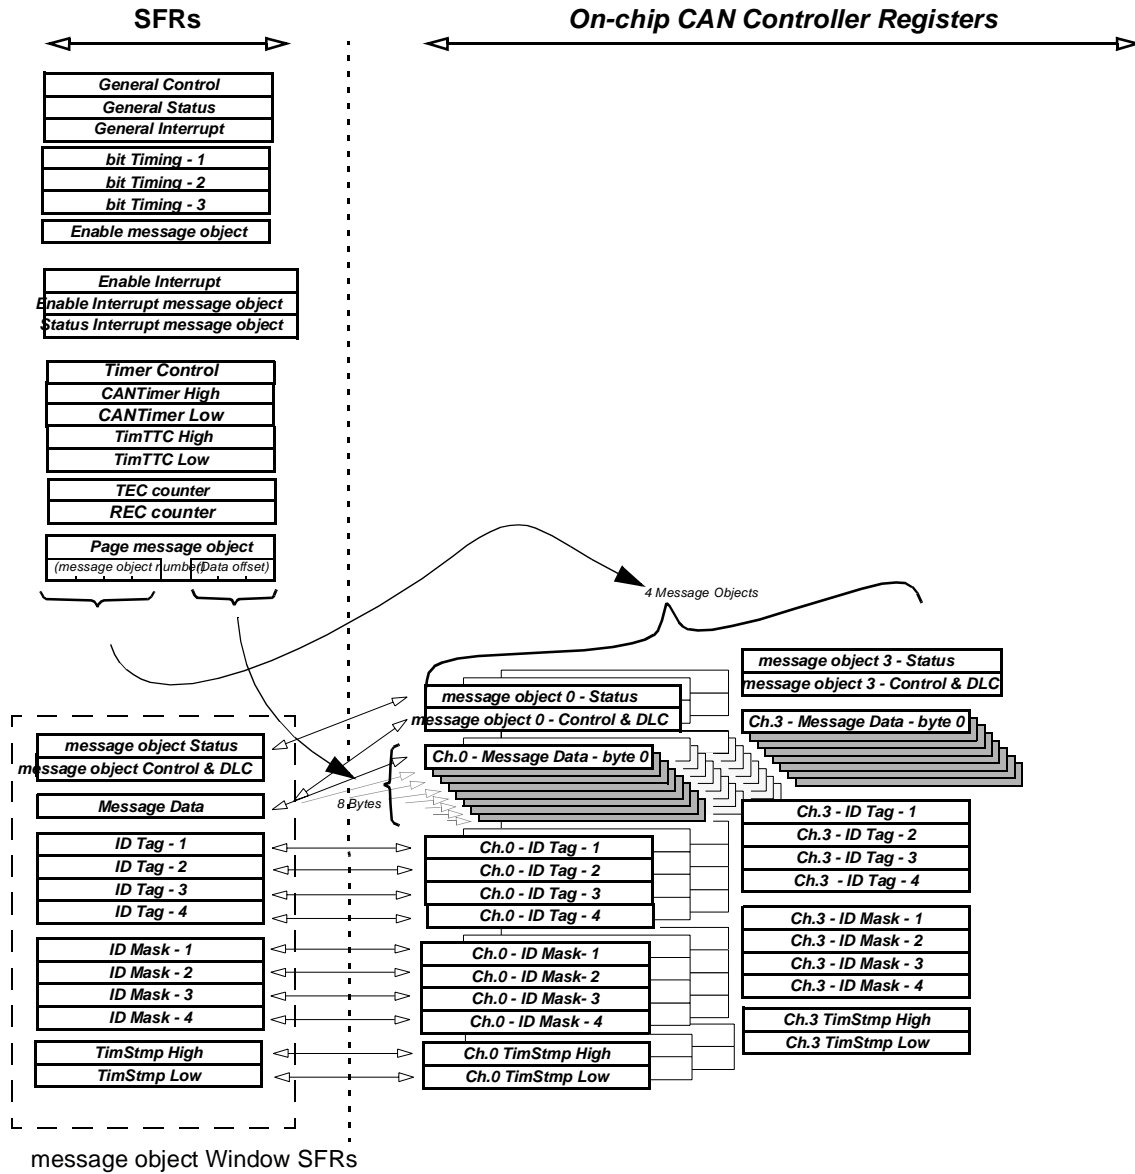 SFRs
On-chip CAN Controller Registers
General Control
General Status
General Interrupt
bit Timing - 1
bit Timing - 2
bit Timing - 3
Enable message object
Enable Interrupt
Enable Interrupt message object
Status Interrupt message object
Timer Control
CANTimer High
CANTimer Low
TimTTC High
TimTTC Low
TEC counter
REC counter
Page message object
(message object number)
(Data offset)
4 Message Objects
message object Status
message object Control & DLC
Message Data
ID Tag - 1
ID Tag - 2
ID Tag - 3
ID Tag - 4
ID Mask - 1
ID Mask - 2
ID Mask - 3
ID Mask - 4
TimStmp High
TimStmp Low
message object Window SFRs
8 Bytes
message object 0 - Status
message object 0 - Control & DLC
Ch.0 - Message Data - byte 0
Ch.0 - ID Tag - 1
Ch.0 - ID Tag - 2
Ch.0 - ID Tag - 3
Ch.0 - ID Tag - 4
Ch.0 - ID Mask- 1
Ch.0 - ID Mask- 2
Ch.0 - ID Mask- 3
Ch.0 - ID Mask - 4
Ch.0 TimStmp High
Ch.0 TimStmp Low
message object 3 - Status
message object 3 - Control & DLC
Ch.3 - Message Data - byte 0
Ch.3 - ID Tag - 1
Ch.3 - ID Tag - 2
Ch.3 - ID Tag - 3
Ch.3 - ID Tag - 4
Ch.3 - ID Mask - 1
Ch.3 - ID Mask - 2
Ch.3 - ID Mask - 3
Ch.3 - ID Mask - 4
Ch.3 TimStmp High
Ch.3 TimStmp Low